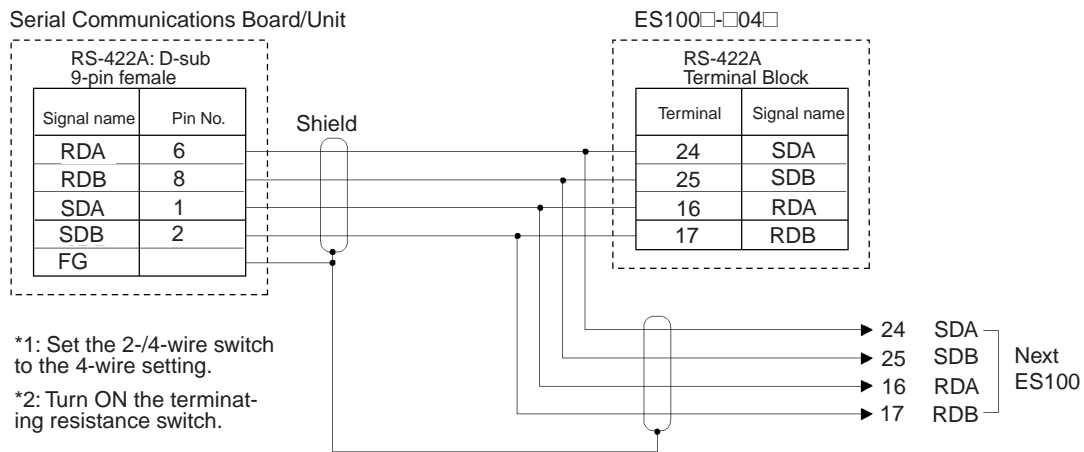 Serial Communications Board/Unit
ES100□-□04□
RS-422A: D-sub
9-pin female
RS-422A
Terminal Block
Signal name Pin No.
Shield
Terminal Signal name
RDA 6
24 SDA
RDB 8
25 SDB
SDA 1
16 RDA
SDB 2
17 RDB
FG
*1: Set the 2-/4-wire switch
to the 4-wire setting.
*2: Turn ON the terminat-
ing resistance switch.
24 SDA
25 SDB
16 RDA
17 RDB
Next
ES100